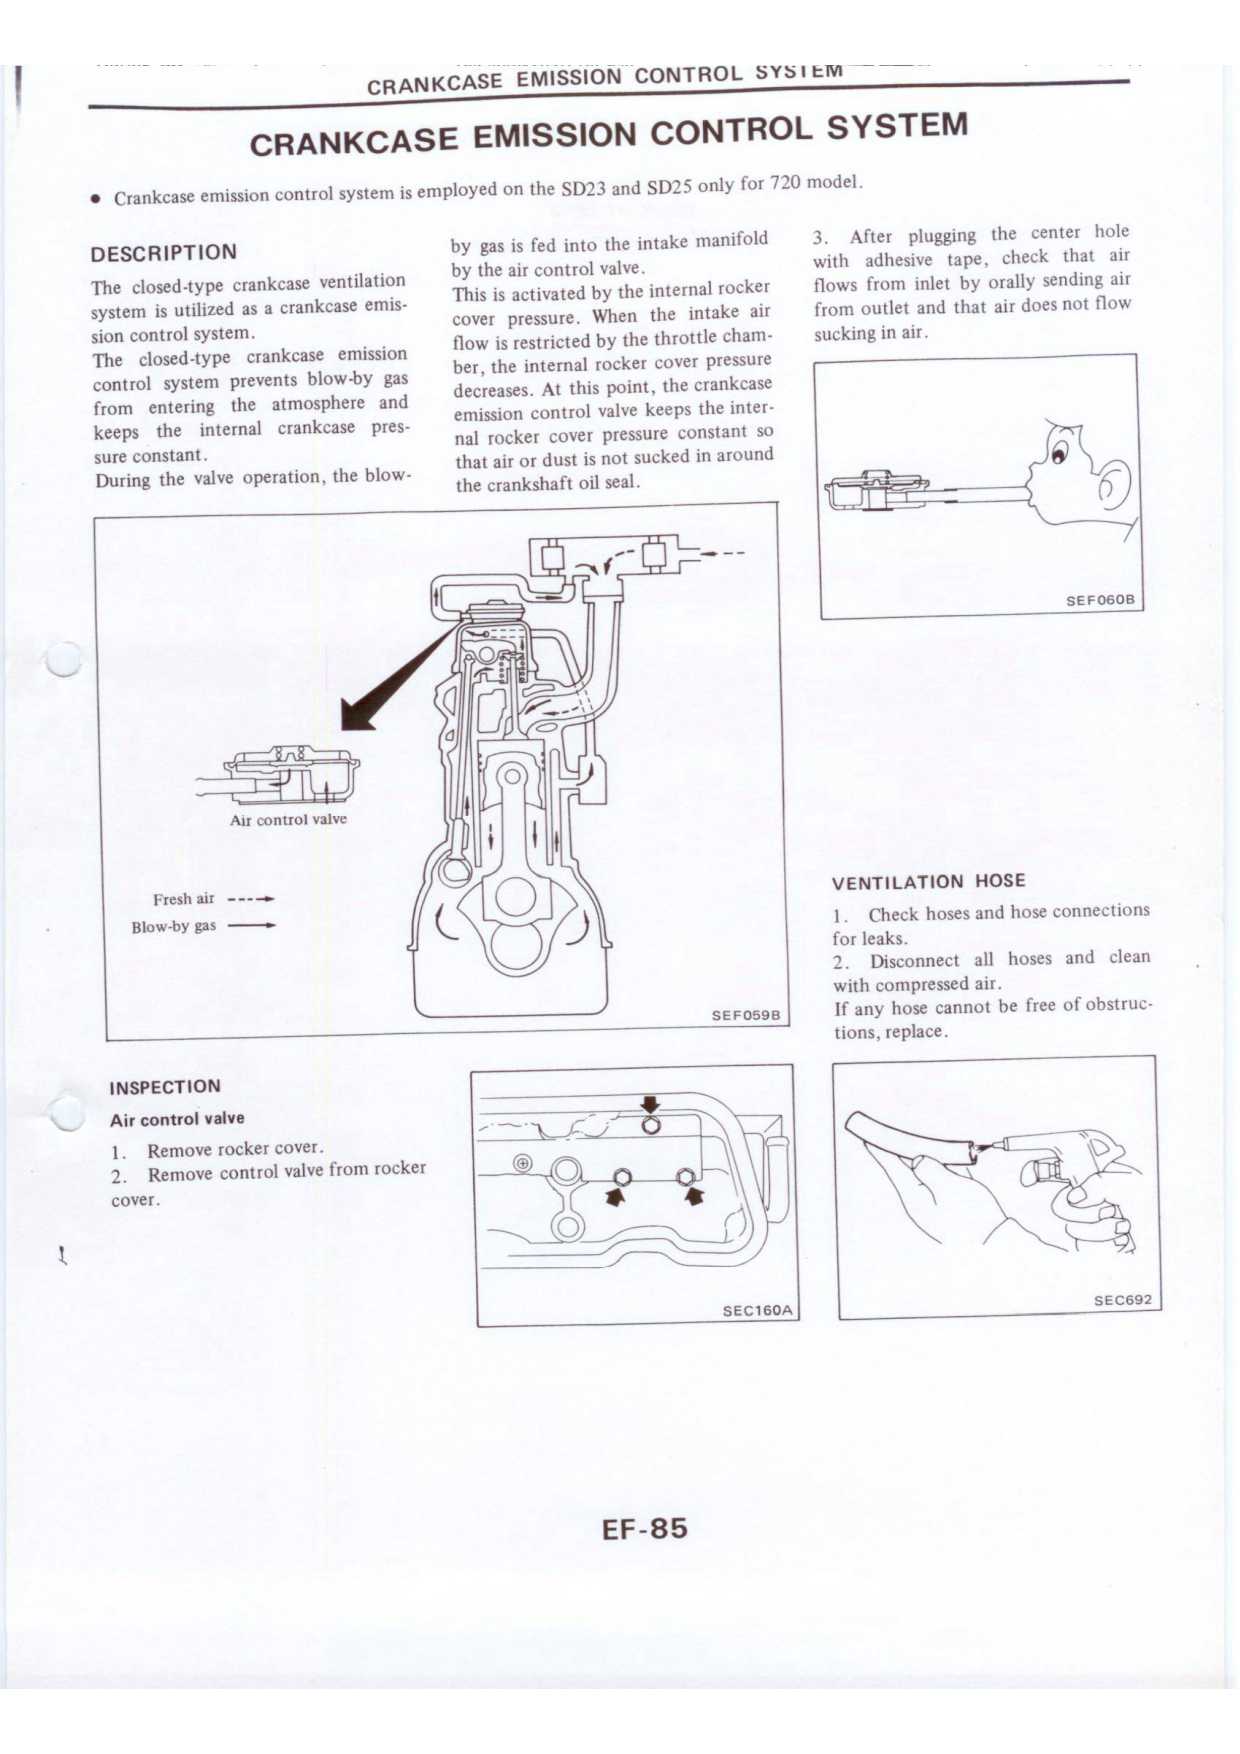 CRANKCASE EMISSION CONTROL SYSTEM
CRANKCASE EMISSION CONTROL SYSTEM
● Crankcase emission control system is employed on the SD23 and SD25 only for 720 model.
DESCRIPTION
The closed-type crankcase ventilation
system is utilized as a crankcase emis-
sion control system.
The closed-type crankcase emission
control system prevents blow-by gas
from entering the atmosphere and
keeps the internal crankcase pres-
sure constant.
During the valve operation, the blow-
by gas is fed into the intake manifold
by the air control valve.
This is activated by the internal rocker
cover pressure. When the intake air
flow is restricted by the throttle cham-
ber, the internal rocker cover pressure
decreases. At this point, the crankcase
emission control valve keeps the inter-
nal rocker cover pressure constant so
that air or dust is not sucked in around
the crankshaft oil seal.
3. After plugging the center hole
with adhesive tape, check that air
flows from inlet by orally sending air
from outlet and that air does not flow
sucking in air.
SEF060B
Air control valve
Fresh air
Blow-by gas
SEF059B
VENTILATION HOSE
1. Check hoses and hose connections
for leaks.
2. Disconnect all hoses and clean
with compressed air.
If any hose cannot be free of obstruc-
tions, replace.
INSPECTION
Air control valve
1. Remove rocker cover.
2. Remove control valve from rocker
cover.
SEC160A
SEC692
EF-85